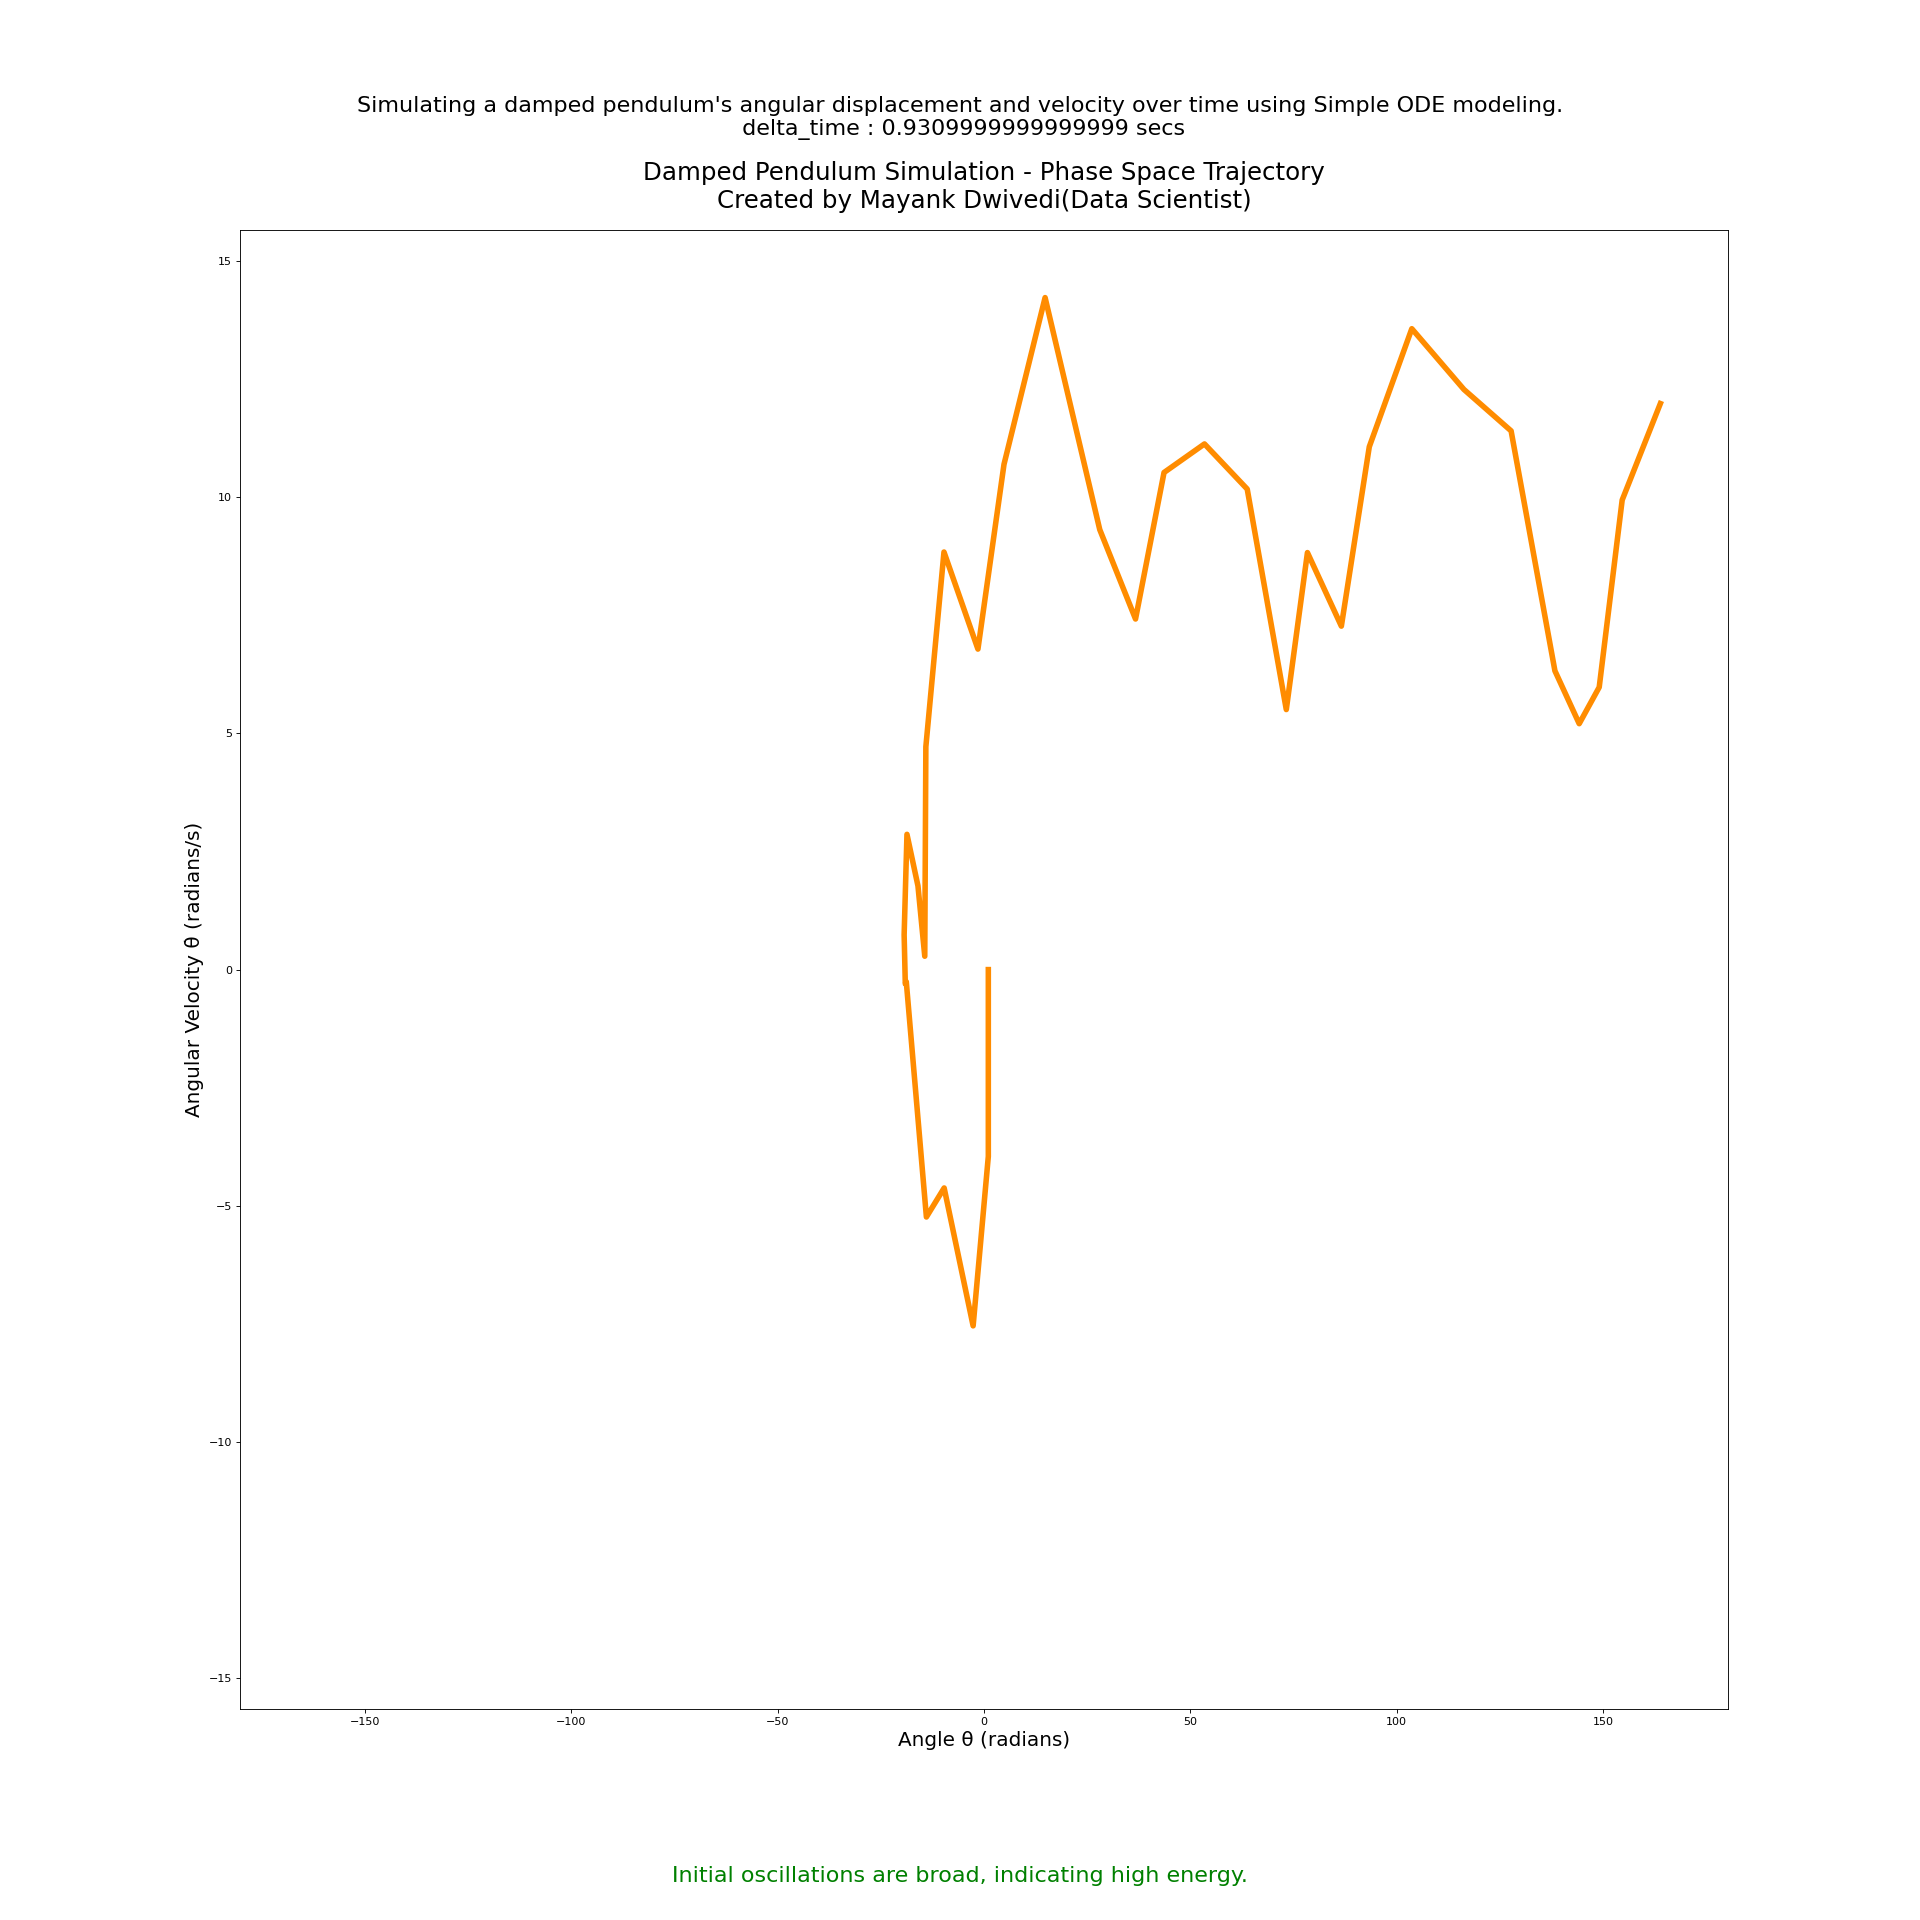 Simulating a damped pendulum's angular displacement and velocity over time using Simple ODE modeling.
delta_time : 0.9309999999999999 secs
Damped Pendulum Simulation - Phase Space Trajectory
Created by Mayank Dwivedi(Data Scientist)
15
10
5
0
−5
−10
−15
Angular Velocity θ (radians/s)
−150
−100
−50
0
50
100
150
Angle θ (radians)
Initial oscillations are broad, indicating high energy.